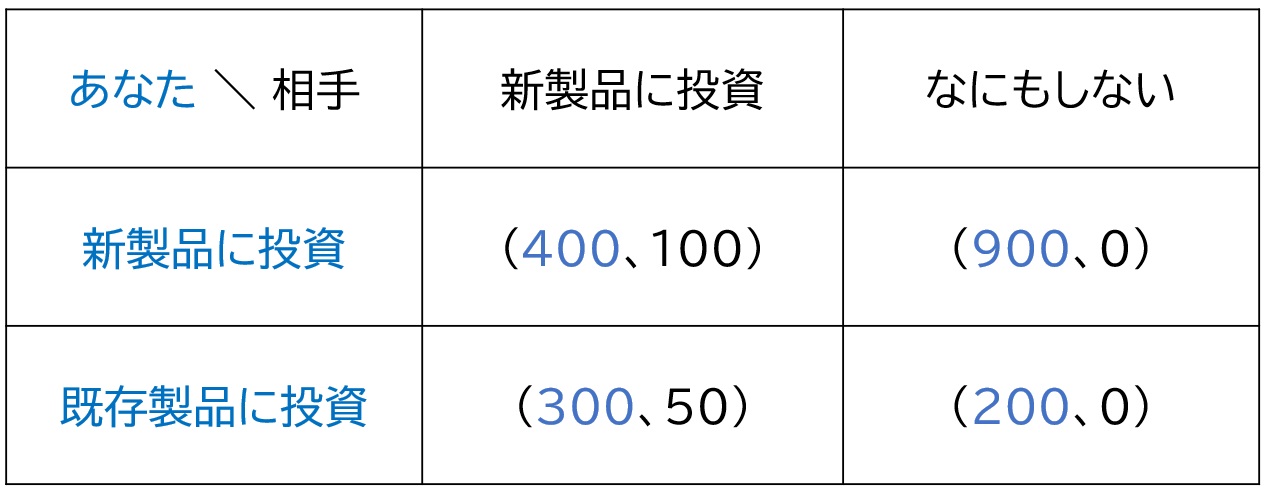 あなた ＼ 相手 新製品に投資 なにもしない
新製品に投資 （400、100） （900、0）
既存製品に投資 （300、50） （200、0）